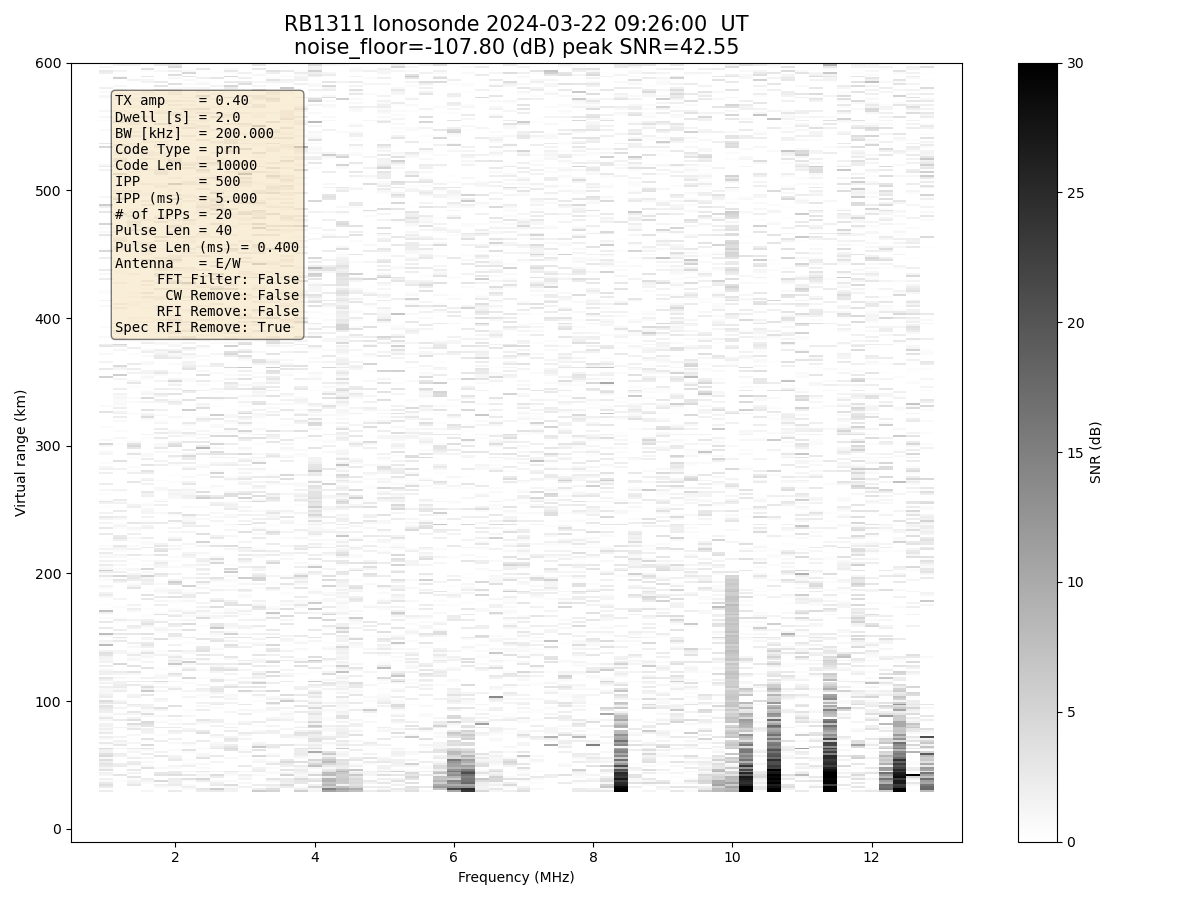 RB1311 Ionosonde 2024-03-22 09:26:00  UT
noise_floor=-107.80 (dB) peak SNR=42.55
TX amp    = 0.40
Dwell [s] = 2.0
BW [kHz]  = 200.000
Code Type = prn
Code Len  = 10000
IPP       = 500
IPP (ms)  = 5.000
# of IPPs = 20
Pulse Len = 40
Pulse Len (ms) = 0.400
Antenna   = E/W
FFT Filter: False
CW Remove: False
RFI Remove: False
Spec RFI Remove: True
600
500
400
300
200
100
0
Virtual range (km)
2 4 6 8 10 12
Frequency (MHz)
30
25
20
15
10
5
0
SNR (dB)